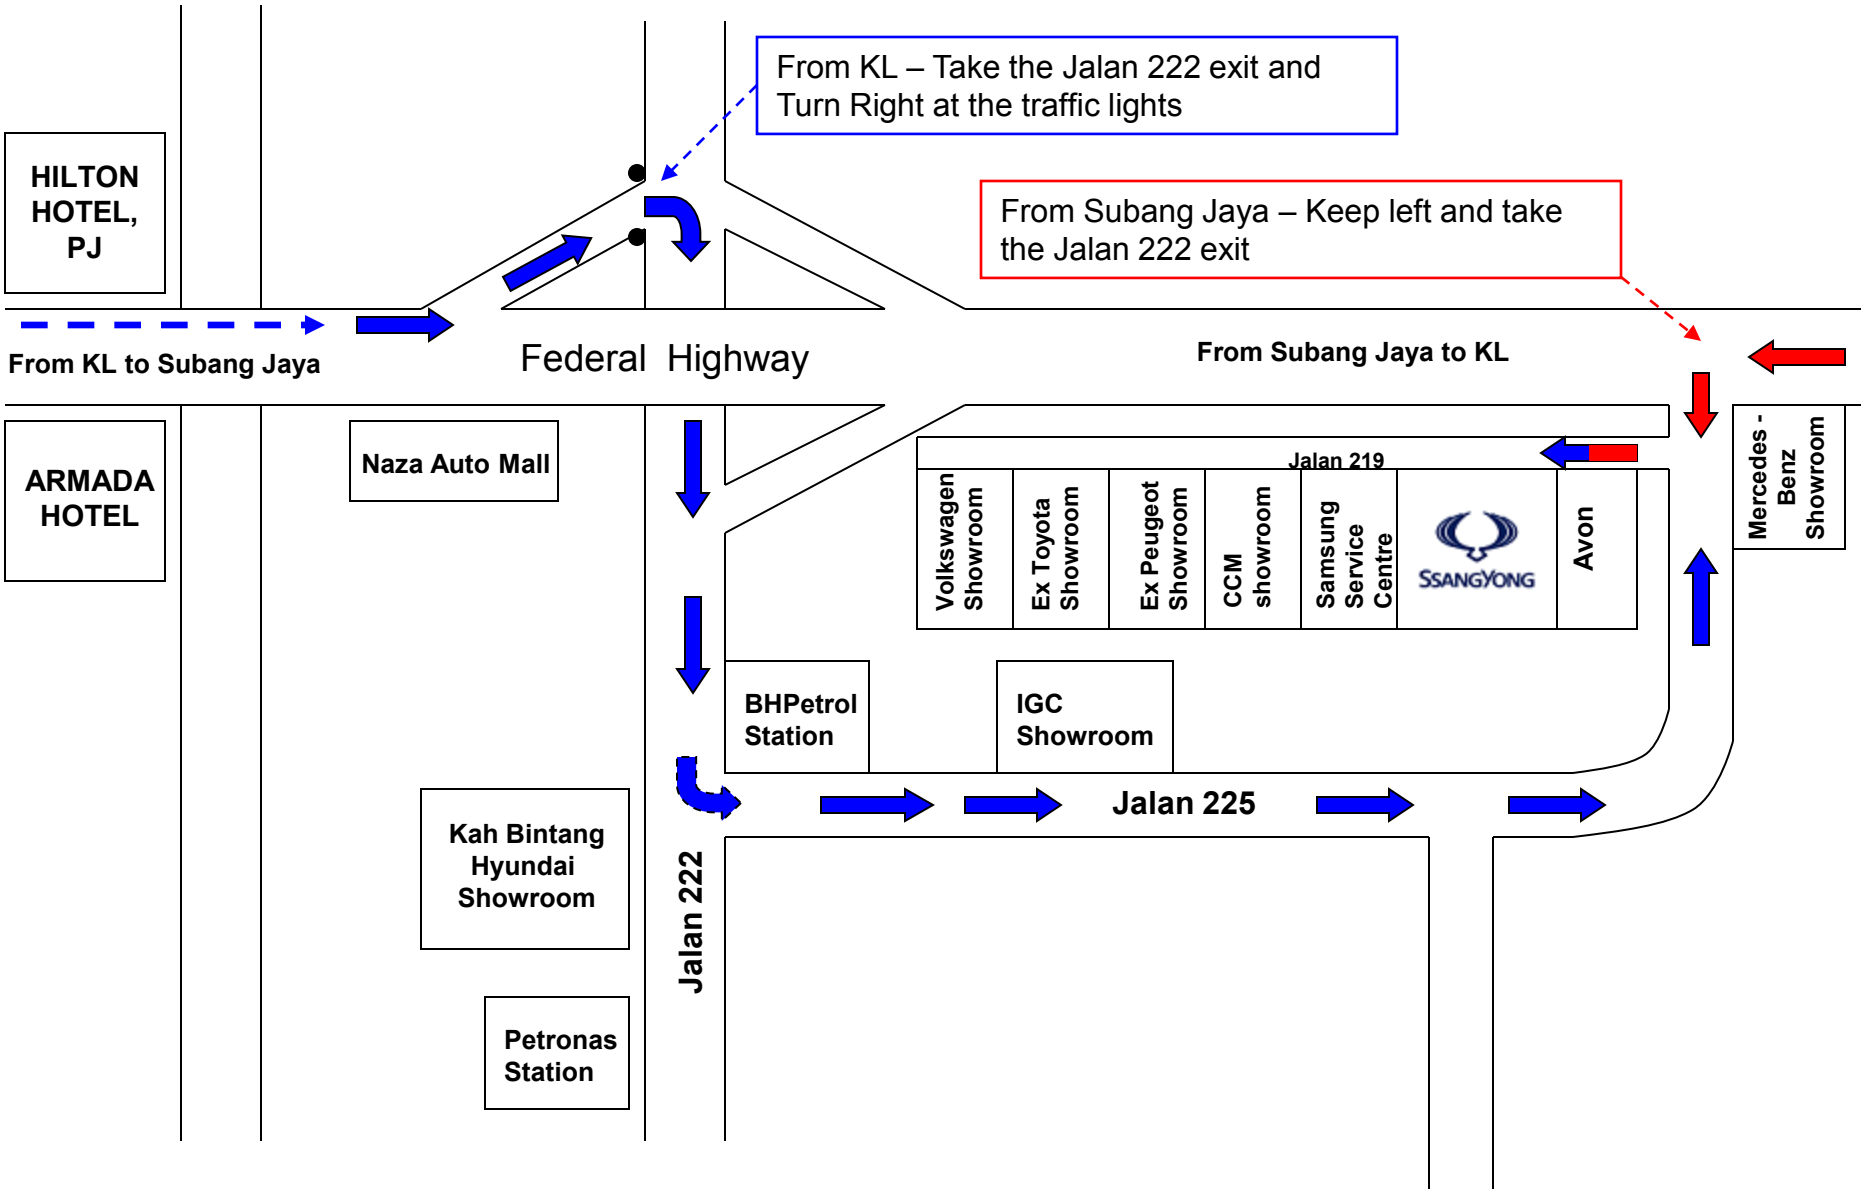 From KL – Take the Jalan 222 exit and
Turn Right at the traffic lights
HILTON
HOTEL,
PJ
From Subang Jaya – Keep left and take
the Jalan 222 exit
From KL to Subang Jaya
Federal Highway
From Subang Jaya to KL
ARMADA
HOTEL
Naza Auto Mall
Jalan 219
Volkswagen
Showroom
Ex Toyota
Showroom
Ex Peugeot
Showroom
CCM
showroom
Samsung
Service
Centre
SSANGYONG
Avon
Mercedes -
Benz
Showroom
BHPetrol
Station
IGC
Showroom
Jalan 225
Kah Bintang
Hyundai
Showroom
Jalan 222
Petronas
Station